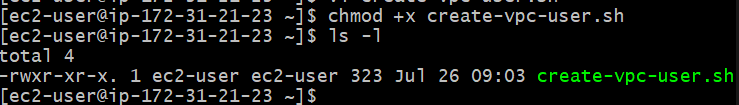 [ec2-user@ip-172-31-21-23 ~]$ chmod +x create-vpc-user.sh
[ec2-user@ip-172-31-21-23 ~]$ ls -l
total 4
-rwxr-xr-x. 1 ec2-user ec2-user 323 Jul 26 09:03 create-vpc-user.sh
[ec2-user@ip-172-31-21-23 ~]$